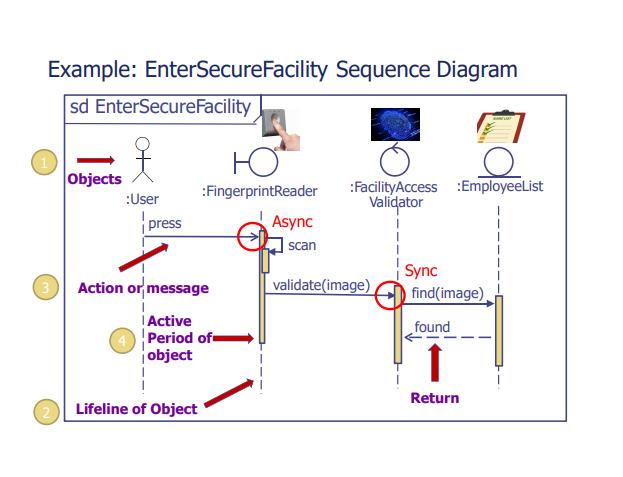 Example: EnterSecureFacility Sequence Diagram
sd EnterSecureFacility
1
Objects
:User
:FingerprintReader
:FacilityAccess
Validator
:EmployeeList
press
Async
scan
Sync
3
Action or message
validate(image)
find(image)
4
Active
Period of
object
found
Return
2
Lifeline of Object